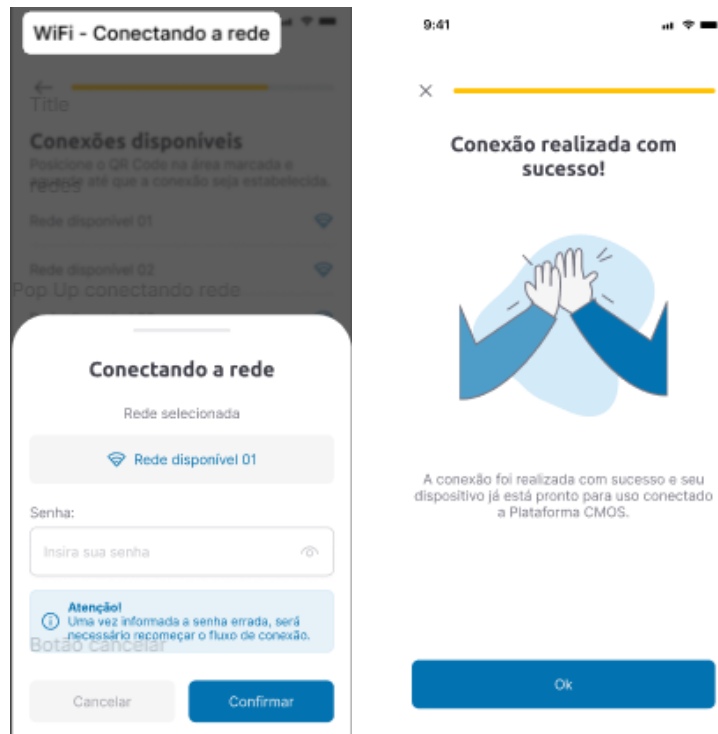 WiFi - Conectando a rede
Title
Conexões disponíveis
Posicione o QR Code na área marcada e
aguarde até que a conexão seja estabelecida.
redes
Rede disponível 01
Rede disponível 02
Pop Up conectando rede
Conectando a rede
Rede selecionada
Rede disponível 01
Senha:
Insira sua senha
Atenção!
Uma vez informada a senha errada, será
necessário recomeçar o fluxo de conexão.
Botão cancelar
Cancelar
Confirmar
9:41
Conexão realizada com
sucesso!
A conexão foi realizada com sucesso e seu
dispositivo já está pronto para uso conectado
a Plataforma CMOS.
Ok